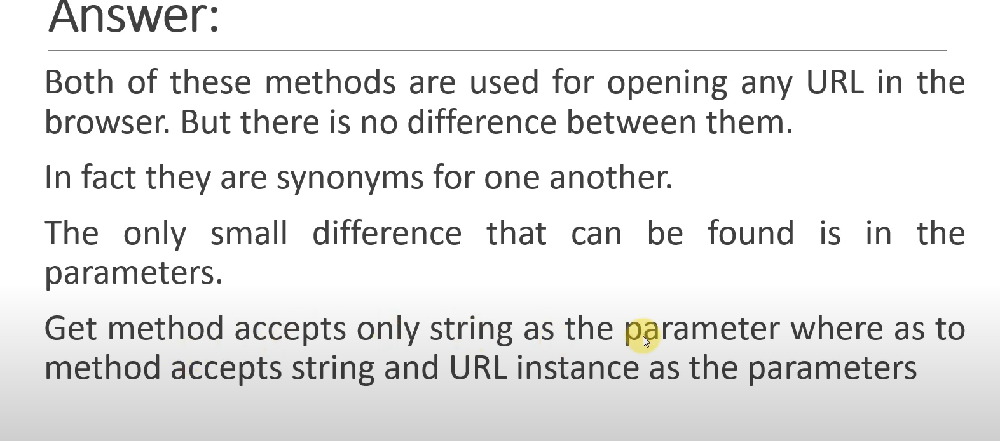 Answer:
Both of these methods are used for opening any URL in the
browser. But there is no difference between them.
In fact they are synonyms for one another.
The only small difference that can be found is in the
parameters.
Get method accepts only string as the parameter where as to
method accepts string and URL instance as the parameters